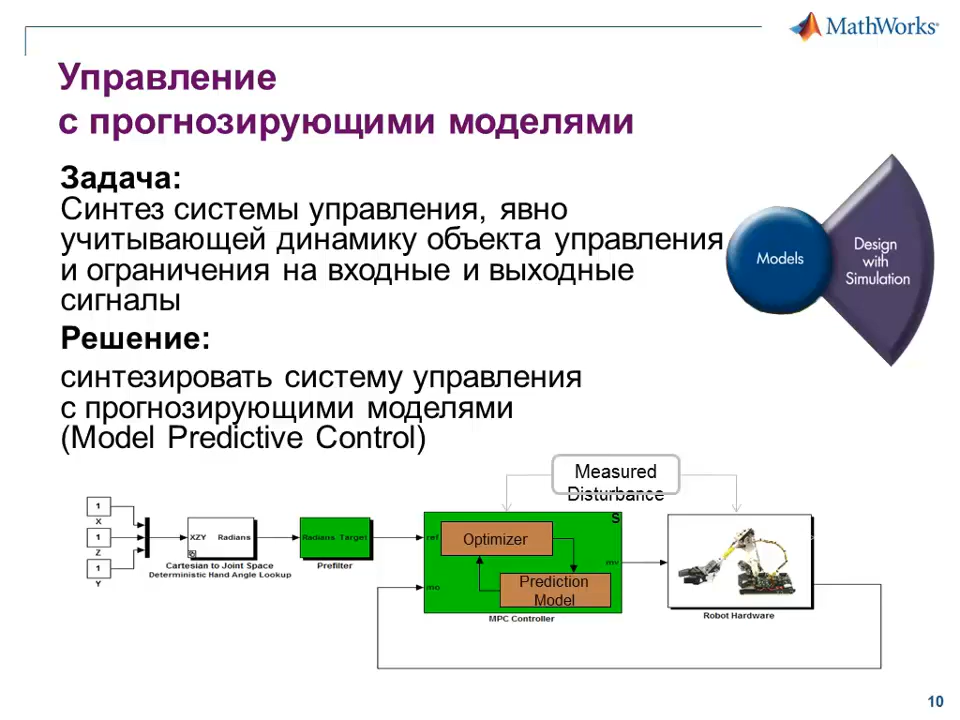 MathWorks®
Управление
с прогнозирующими моделями
Задача:
Синтез системы управления, явно
учитывающей динамику объекта управления
и ограничения на входные и выходные
сигналы
Решение:
синтезировать систему управления
с прогнозирующими моделями
(Model Predictive Control)
Models
Design
with
Simulation
Measured
Disturbances
1
X
1
Z
1
Y
XZY Radians
Cartesian to Joint Space
Deterministic Hand Angle Lookup
Radians Target
Prefilter
ref
mo
mv
Optimizer
Prediction
Model
MPC Controller
Robot Hardware
10